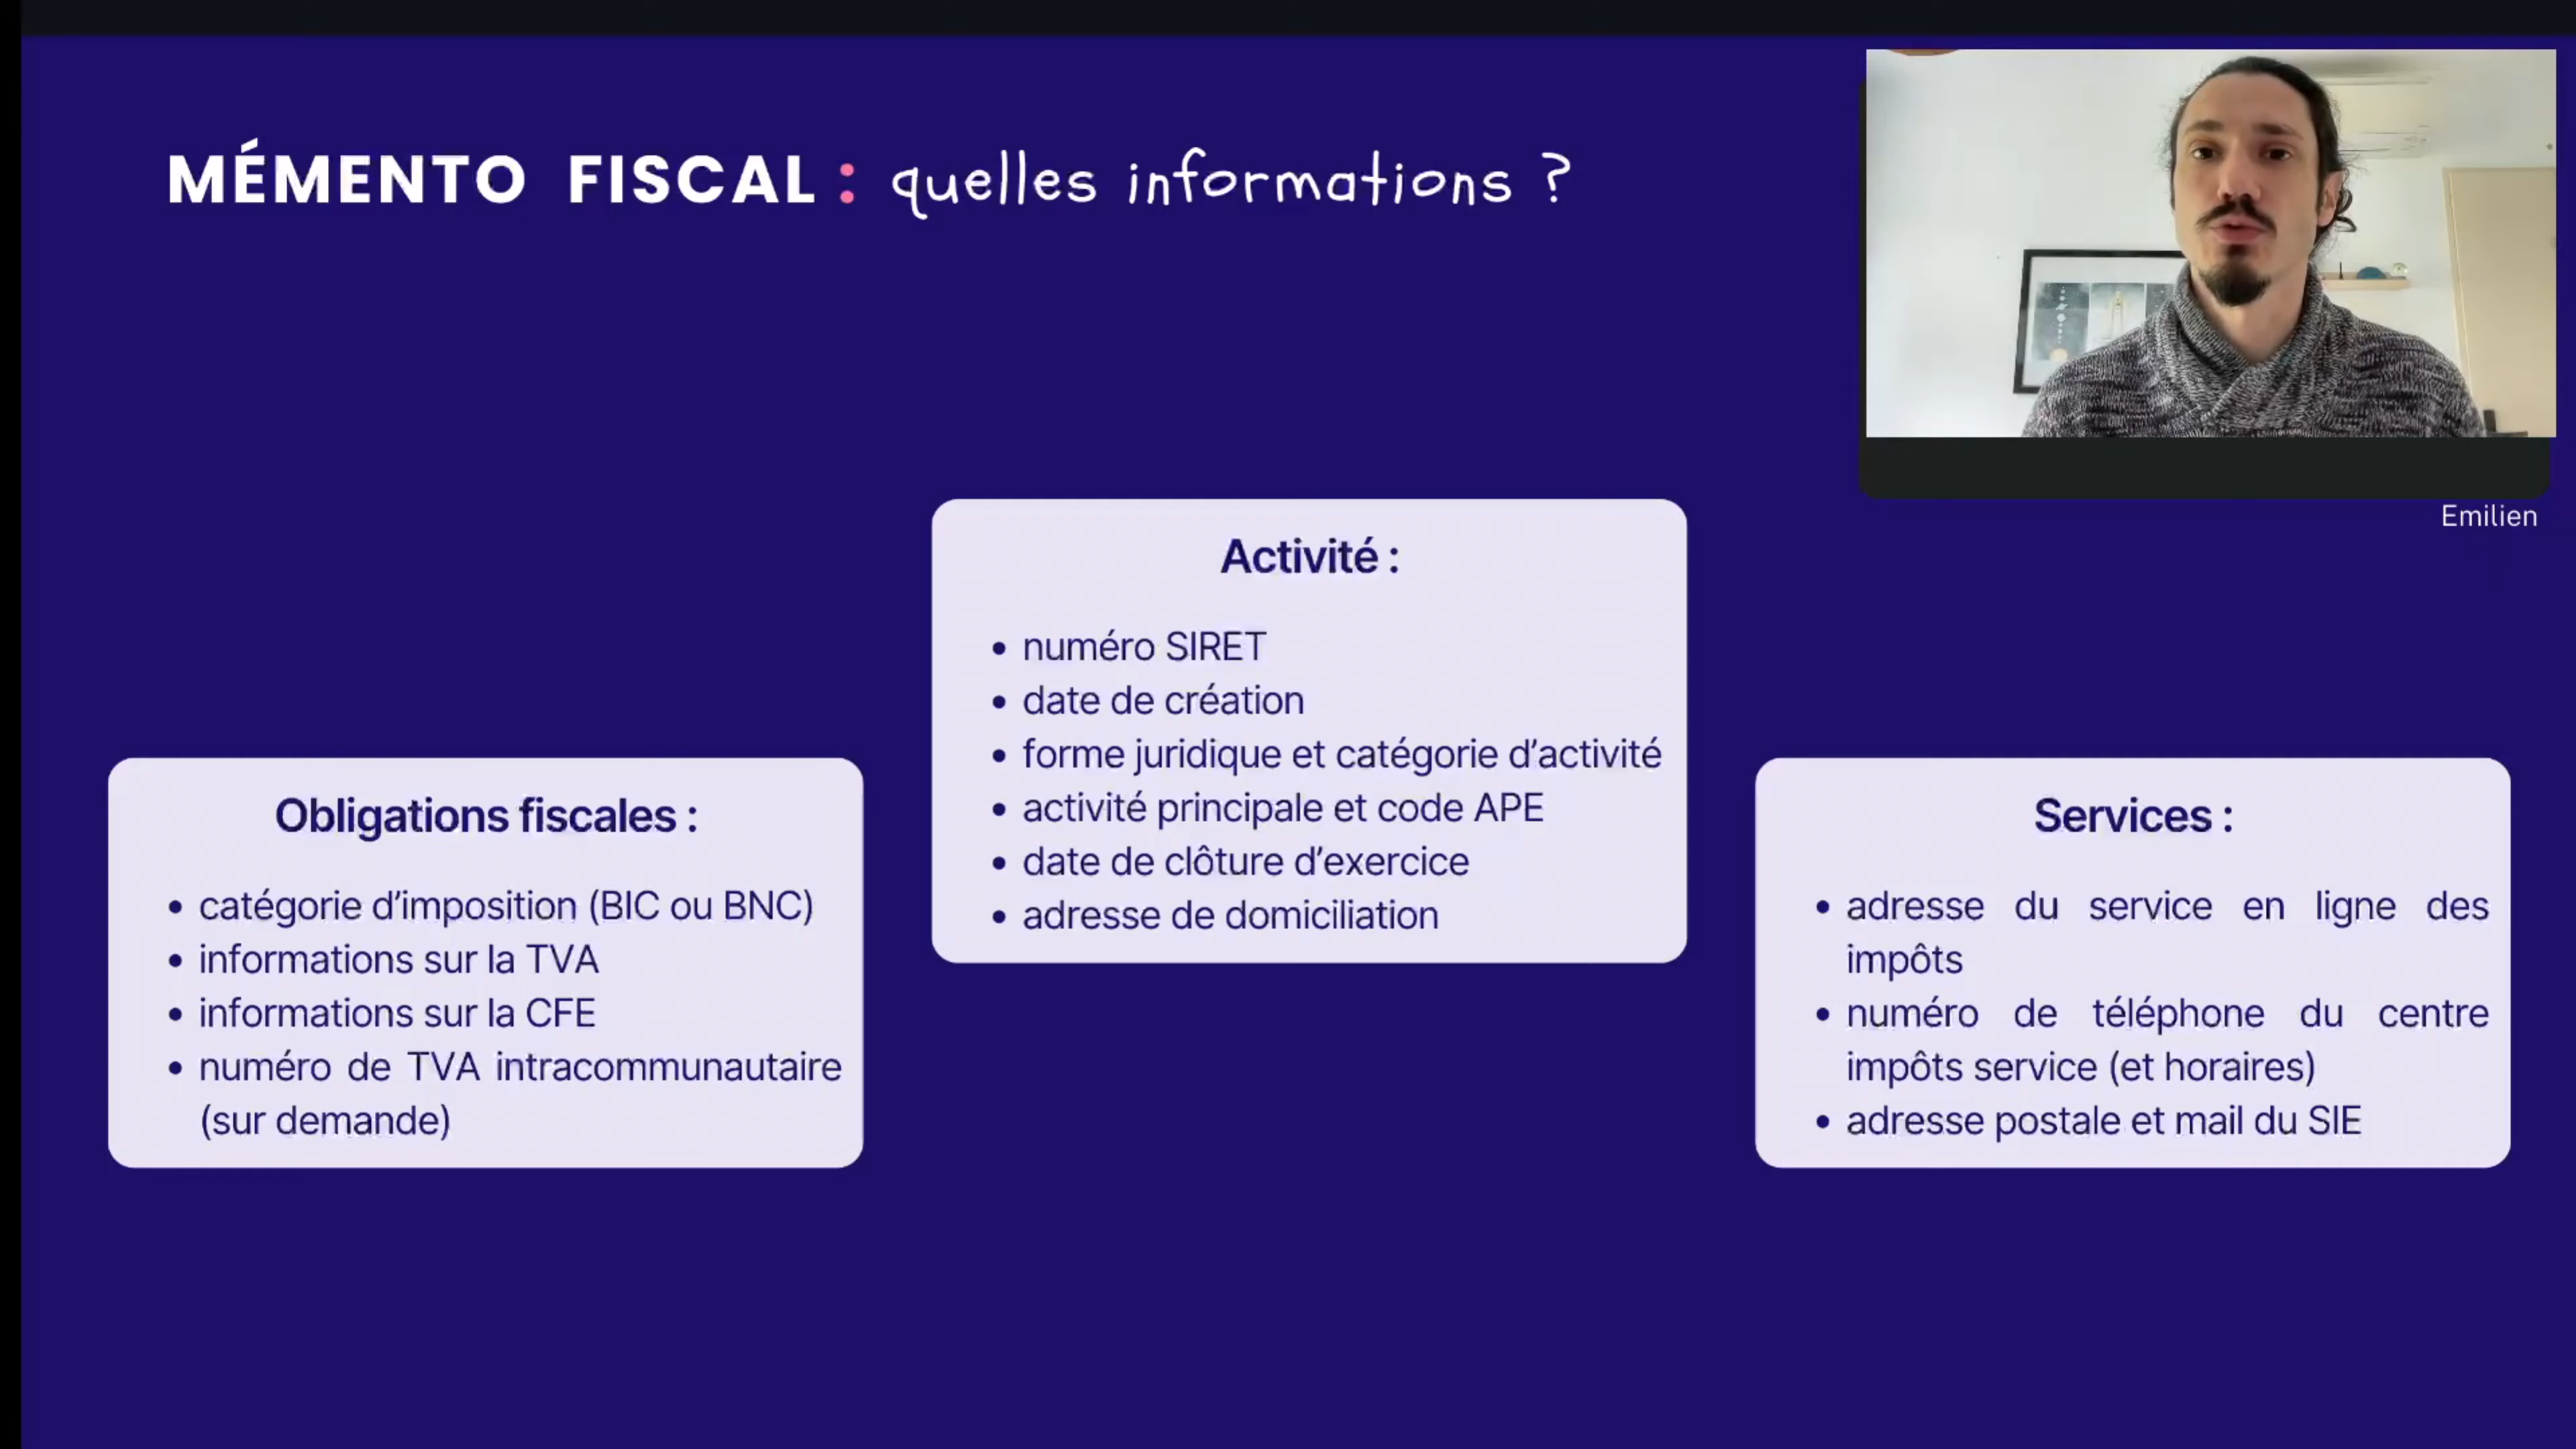 MÉMENTO FISCAL : quelles informations ?
Emilien
Obligations fiscales :
• catégorie d’imposition (BIC ou BNC)
• informations sur la TVA
• informations sur la CFE
• numéro de TVA intracommunautaire
(sur demande)
Activité :
• numéro SIRET
• date de création
• forme juridique et catégorie d’activité
• activité principale et code APE
• date de clôture d’exercice
• adresse de domiciliation
Services :
• adresse du service en ligne des
impôts
• numéro de téléphone du centre
impôts service (et horaires)
• adresse postale et mail du SIE